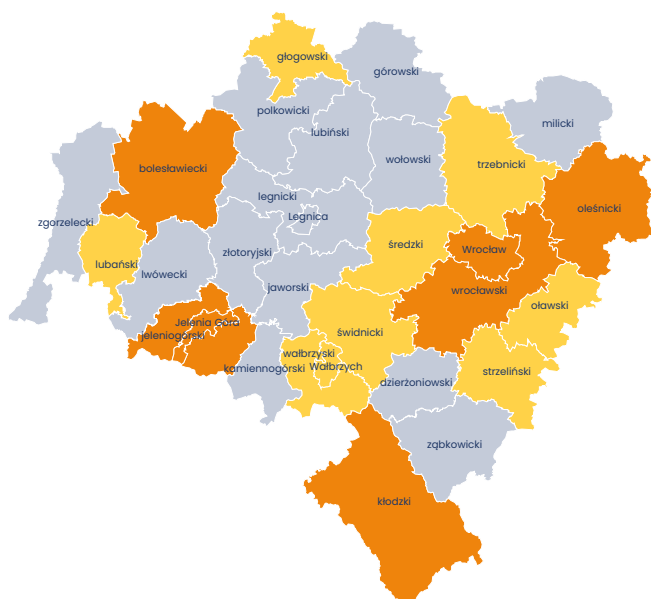 głogowski
górowski
polkowicki
milicki
lubiński
wołowski
trzebnicki
bolesławiecki
legnicki
oleśnicki
Legnica
zgorzelecki
średzki
Wrocław
złotoryjski
lubański
lwówecki
jaworski
wrocławski
oławski
Jelenia Góra
jeleniogórski
świdnicki
wałbrzyski
kamiennogórski
Wałbrzych
strzeliński
dzierżoniowski
ząbkowicki
kłodzki